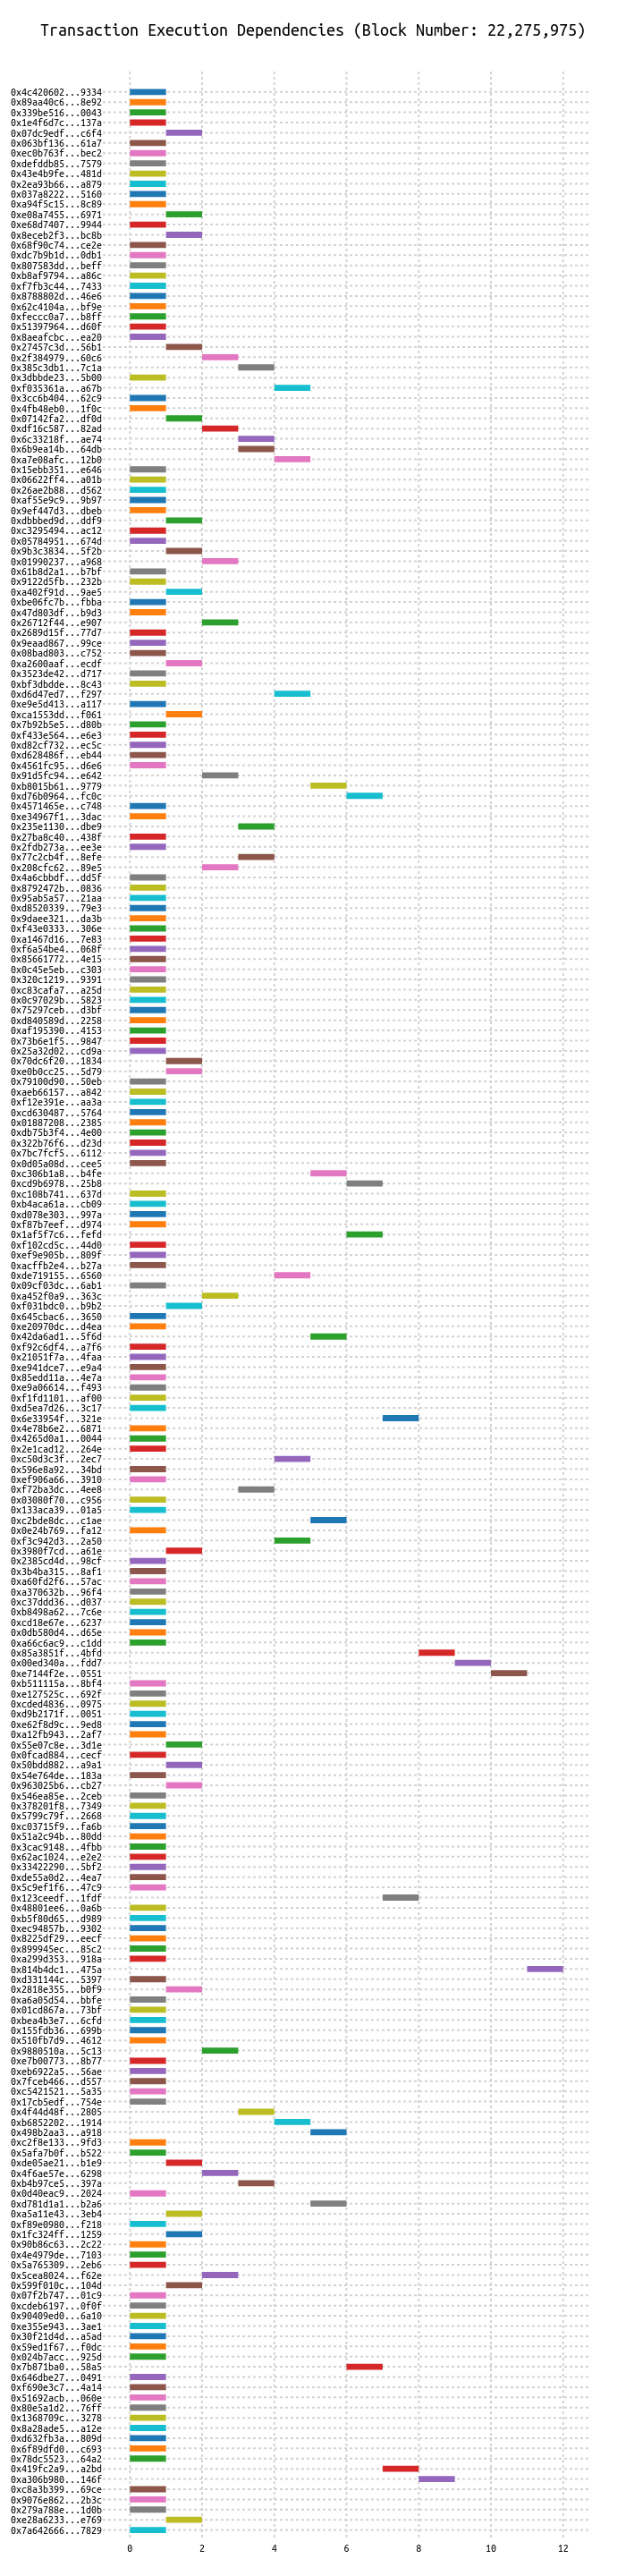 Transaction Execution Dependencies (Block Number: 22,275,975)
0x4c420602...9334
0x89aa40c6...8e92
0x339be516...0043
0x1e4f6d7c...137a
0x07dc9edf...c6f4
0x063bf136...61a7
0xec0b763f...bec2
0xdefddb85...7579
0x43e4b9fe...481d
0x2ea93b66...a879
0x037a8222...5160
0xa94f5c15...8c89
0xe08a7455...6971
0xe68d7407...9944
0x8eceb2f3...bc8b
0x68f90c74...ce2e
0xdc7b9b1d...0db1
0x807583dd...beff
0xb8af9794...a86c
0xf7fb3c44...7433
0x8788802d...46e6
0x62c4104a...bf9e
0xfeccc0a7...b8ff
0x51397964...d60f
0x8aeafcbc...ea20
0x27457c3d...56b1
0x2f384979...60c6
0x385c3db1...7c1a
0x3dbbde23...5b00
0xf035361a...a67b
0x3cc6b404...62c9
0x4fb48eb0...1f0c
0x07142fa2...df0d
0xdf16c587...82ad
0x6c33218f...ae74
0x6b9ea14b...64db
0xa7e08afc...12b0
0x15ebb351...e646
0x06622ff4...a01b
0x26ae2b88...d562
0xaf55e9c9...9b97
0x9ef447d3...dbeb
0xdbbbed9d...ddf9
0xc3295494...ac12
0x05784951...674d
0x9b3c3834...5f2b
0x01990237...a968
0x61b8d2a1...b7bf
0x9122d5fb...232b
0xa402f91d...9ae5
0xbe06fc7b...fbba
0x47d803df...b9d3
0x26712f44...e907
0x2689d15f...77d7
0x9eaad867...99ce
0x08bad803...c752
0xa2600aaf...ecdf
0x3523de42...d717
0xbf3dbdde...8c43
0xd6d47ed7...f297
0xe9e5d413...a117
0xca1553dd...f061
0x7b92b5e5...d80b
0xf433e564...e6e3
0xd82cf732...ec5c
0xd628486f...eb44
0x4561fc95...d6e6
0x91d5fc94...e642
0xb8015b61...9779
0xd76b0964...fc0c
0x4571465e...c748
0xe34967f1...3dac
0x235e1130...dbe9
0x27ba8c40...438f
0x2fdb273a...ee3e
0x77c2cb4f...8efe
0x208cfc62...89e5
0x4a6cbbdf...dd5f
0x8792472b...0836
0x95ab5a57...21aa
0xd8520339...79e3
0x9daee321...da3b
0xf43e0333...306e
0xa1467d16...7e83
0xf6a54be4...068f
0x85661772...4e15
0x0c45e5eb...c303
0x320c1219...9391
0xc83cafa7...a25d
0x0c97029b...5823
0x75297ceb...d3bf
0xd840589d...2258
0xaf195390...4153
0x73b6e1f5...9847
0x25a32d02...cd9a
0x70dc6f20...1834
0xe0b0cc25...5d79
0x79100d90...50eb
0xaeb66157...a842
0xf12e391e...aa3a
0xcd630487...5764
0x01887208...2385
0xdb75b3f4...4e00
0x322b76f6...d23d
0x7bc7fcf5...6112
0x0d05a08d...cee5
0xc306b1a8...b4fe
0xcd9b6978...25b8
0xc108b741...637d
0xb4aca61a...cb09
0xd078e303...997a
0xf87b7eef...d974
0x1af5f7c6...fefd
0xf102cd5c...44d0
0xef9e905b...809f
0xacffb2e4...b27a
0xde719155...6560
0x09cf03dc...6ab1
0xa452f0a9...363c
0xf031bdc0...b9b2
0x645cbac6...3650
0xe20970dc...d4ea
0x42da6ad1...5f6d
0xf92c6df4...a7f6
0x21051f7a...4faa
0xe941dce7...e9a4
0x85edd11a...4e7a
0xe9a06614...f493
0xf1fd1101...af00
0xd5ea7d26...3c17
0x6e33954f...321e
0x4e78b6e2...6871
0x4265d0a1...0044
0x2e1cad12...264e
0xc50d3c3f...2ec7
0x596e8a92...34bd
0xef906a66...3910
0xf72ba3dc...4ee8
0x03080f70...c956
0x133aca39...01a5
0xc2bde8dc...c1ae
0x0e24b769...fa12
0xf3c942d3...2a50
0x3980f7cd...a61e
0x2385cd4d...98cf
0x3b4ba315...8af1
0xa60fd2f6...57ac
0xa370632b...96f4
0xc37ddd36...d037
0xb8498a62...7c6e
0xcd18e67e...6237
0x0db580d4...d65e
0xa66c6ac9...c1dd
0x85a3851f...4bfd
0x00ed340a...fdd7
0xe7144f2e...0551
0xb511115a...8bf4
0xe127525c...692f
0xcded4836...0975
0xd9b2171f...0051
0xe62f8d9c...9ed8
0xa12fb943...2af7
0x55e07c8e...3d1e
0x0fcad884...cecf
0x50bdd882...a9a1
0x54e764de...183a
0x963025b6...cb27
0x546ea85e...2ceb
0x378201f8...7349
0x5799c79f...2668
0xc03715f9...fa6b
0x51a2c94b...80dd
0x3cac9148...4fbb
0x62ac1024...e2e2
0x33422290...5bf2
0xde55a0d2...4ea7
0x5c9ef1f6...47c9
0x123ceedf...1fdf
0x48801ee6...0a6b
0xb5f80d65...d989
0xec94857b...9302
0x8225df29...eecf
0x899945ec...85c2
0xa299d353...918a
0x814b4dc1...475a
0xd331144c...5397
0x2818e355...b0f9
0xa6a05d54...bbfe
0x01cd867a...73bf
0xbea4b3e7...6cfd
0x155fdb36...699b
0x510fb7d9...4612
0x9880510a...5c13
0xe7b00773...8b77
0xeb6922a5...56ae
0x7fceb466...d557
0xc5421521...5a35
0x17cb5edf...754e
0x4f44d48f...2805
0xb6852202...1914
0x498b2aa3...a918
0xc2f8e133...9fd3
0x5afa7b0f...b522
0xde05ae21...b1e9
0x4f6ae57e...6298
0xb4b97ce5...397a
0x0d40eac9...2024
0xd781d1a1...b2a6
0xa5a11e43...3eb4
0xf89e0980...f218
0x1fc324ff...1259
0x90b86c63...2c22
0x4e4979de...7103
0x5a765309...2eb6
0x5cea8024...f62e
0x599f010c...104d
0x07f2b747...01c9
0xcdeb6197...0f0f
0x90409ed0...6a10
0xe355e943...3ae1
0x30f21d4d...a5ad
0x59ed1f67...f0dc
0x024b7acc...925d
0x7b871ba0...58a5
0x646dbe27...0491
0xf690e3c7...4a14
0x51692acb...060e
0x80e5a1d2...76ff
0x1368709c...3278
0x8a28ade5...a12e
0xd632fb3a...809d
0x6f89dfd0...c693
0x78dc5523...64a2
0x419fc2a9...a2bd
0xa306b980...146f
0xc8a3b399...69ce
0x9076e862...2b3c
0x279a788e...1d0b
0xe28a6233...e769
0x7a642666...7829
0 2 4 6 8 10 12